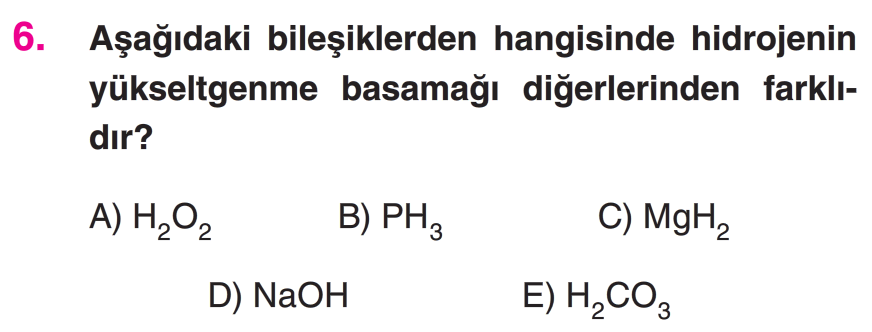 6. Aşağıdaki bileşiklerden hangisinde hidrojenin
yükseltgenme basamağı diğerlerinden farklı-
dır?
A) H₂O₂ B) PH₃ C) MgH₂
D) NaOH E) H₂CO₃